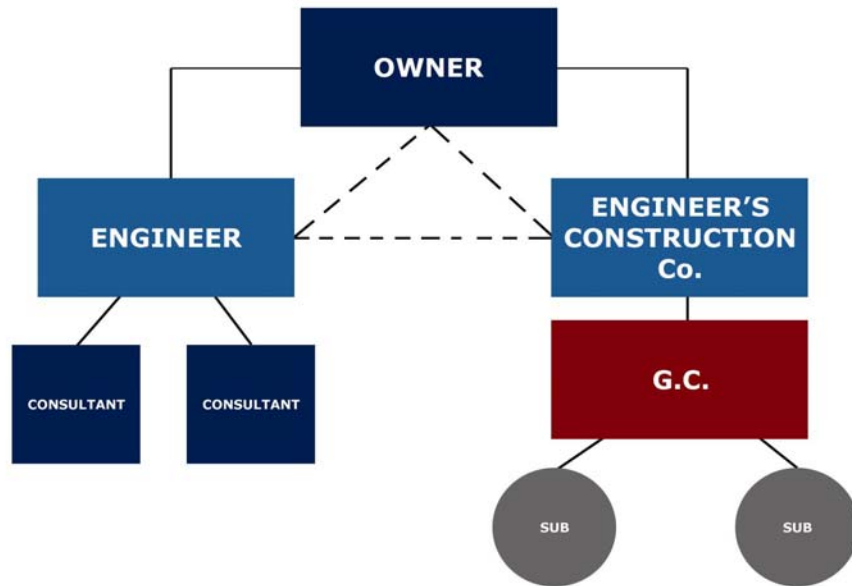 OWNER
ENGINEER
ENGINEER’S
CONSTRUCTION
Co.
CONSULTANT
CONSULTANT
G.C.
SUB
SUB